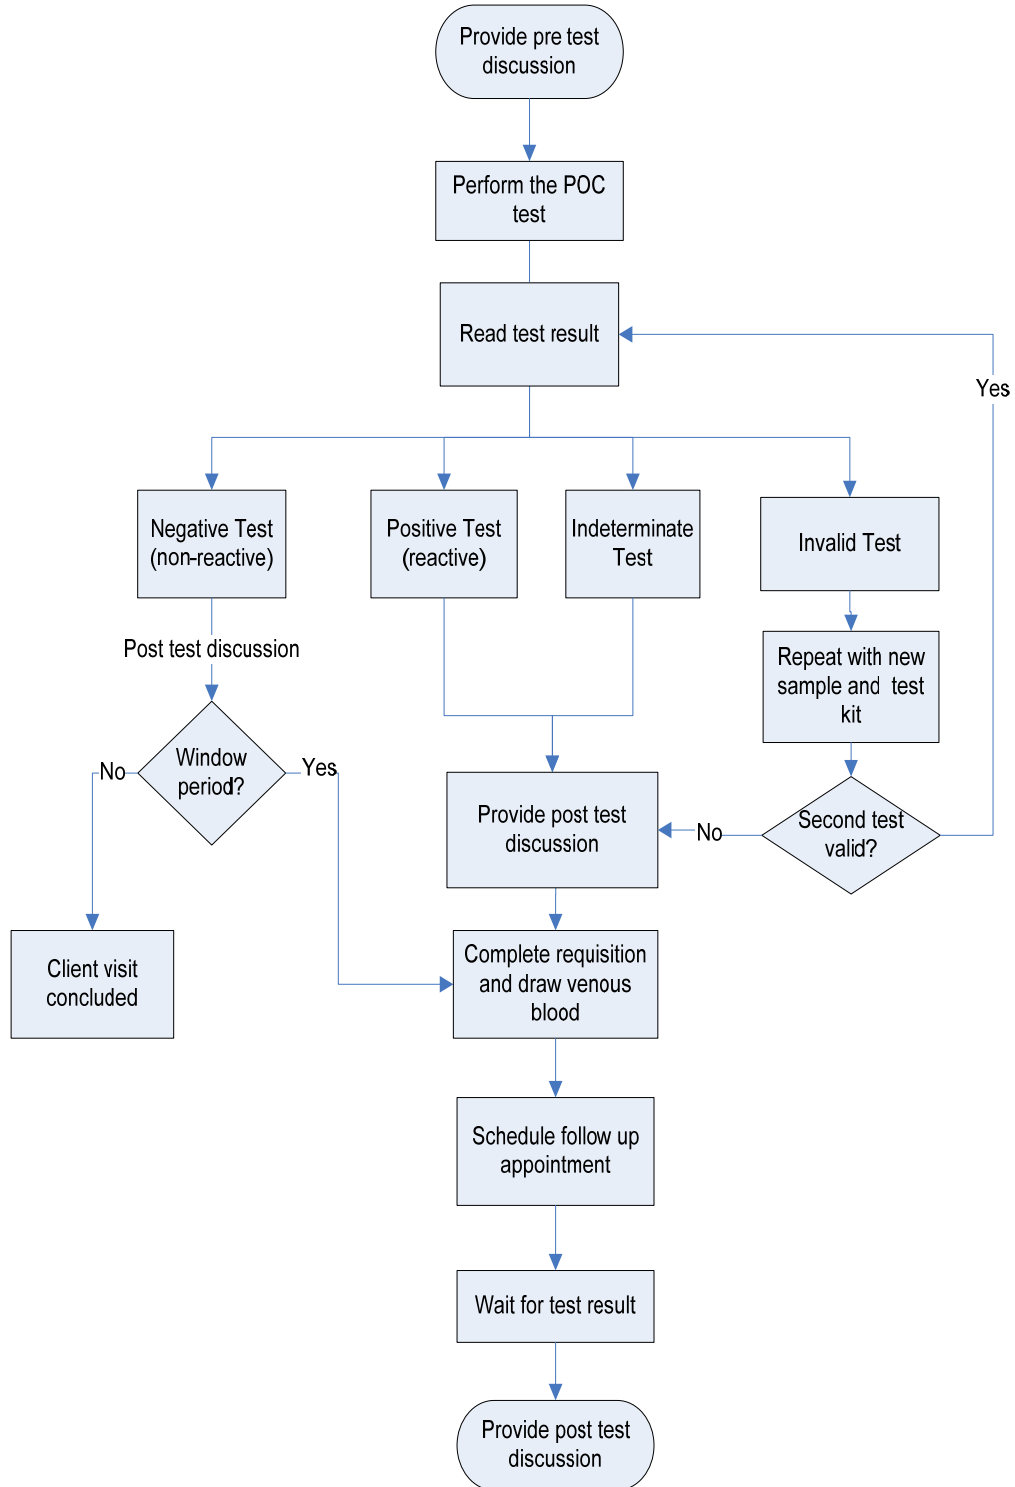 Provide pre test
discussion
Perform the POC
test
Read test result
Yes
Negative Test
(non-reactive)
Positive Test
(reactive)
Indeterminate
Test
Invalid Test
Post test discussion
Repeat with new
sample and test
kit
Window
period?
No
Yes
Provide post test
discussion
No
Second test
valid?
Client visit
concluded
Complete requisition
and draw venous
blood
Schedule follow up
appointment
Wait for test result
Provide post test
discussion